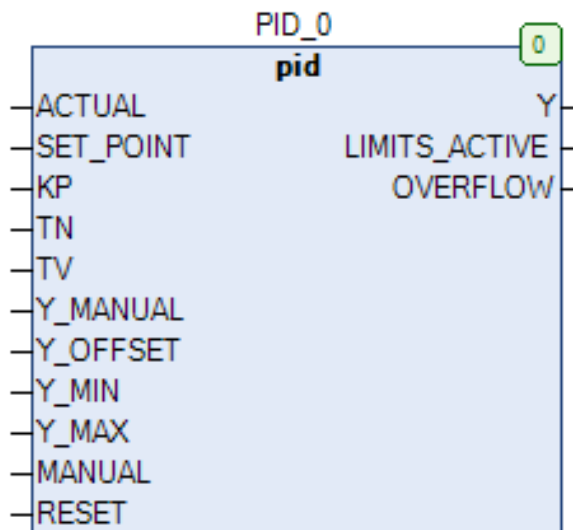 PID_0
0
pid
ACTUAL Y
SET_POINT LIMITS_ACTIVE
KP OVERFLOW
TN
TV
Y_MANUAL
Y_OFFSET
Y_MIN
Y_MAX
MANUAL
RESET